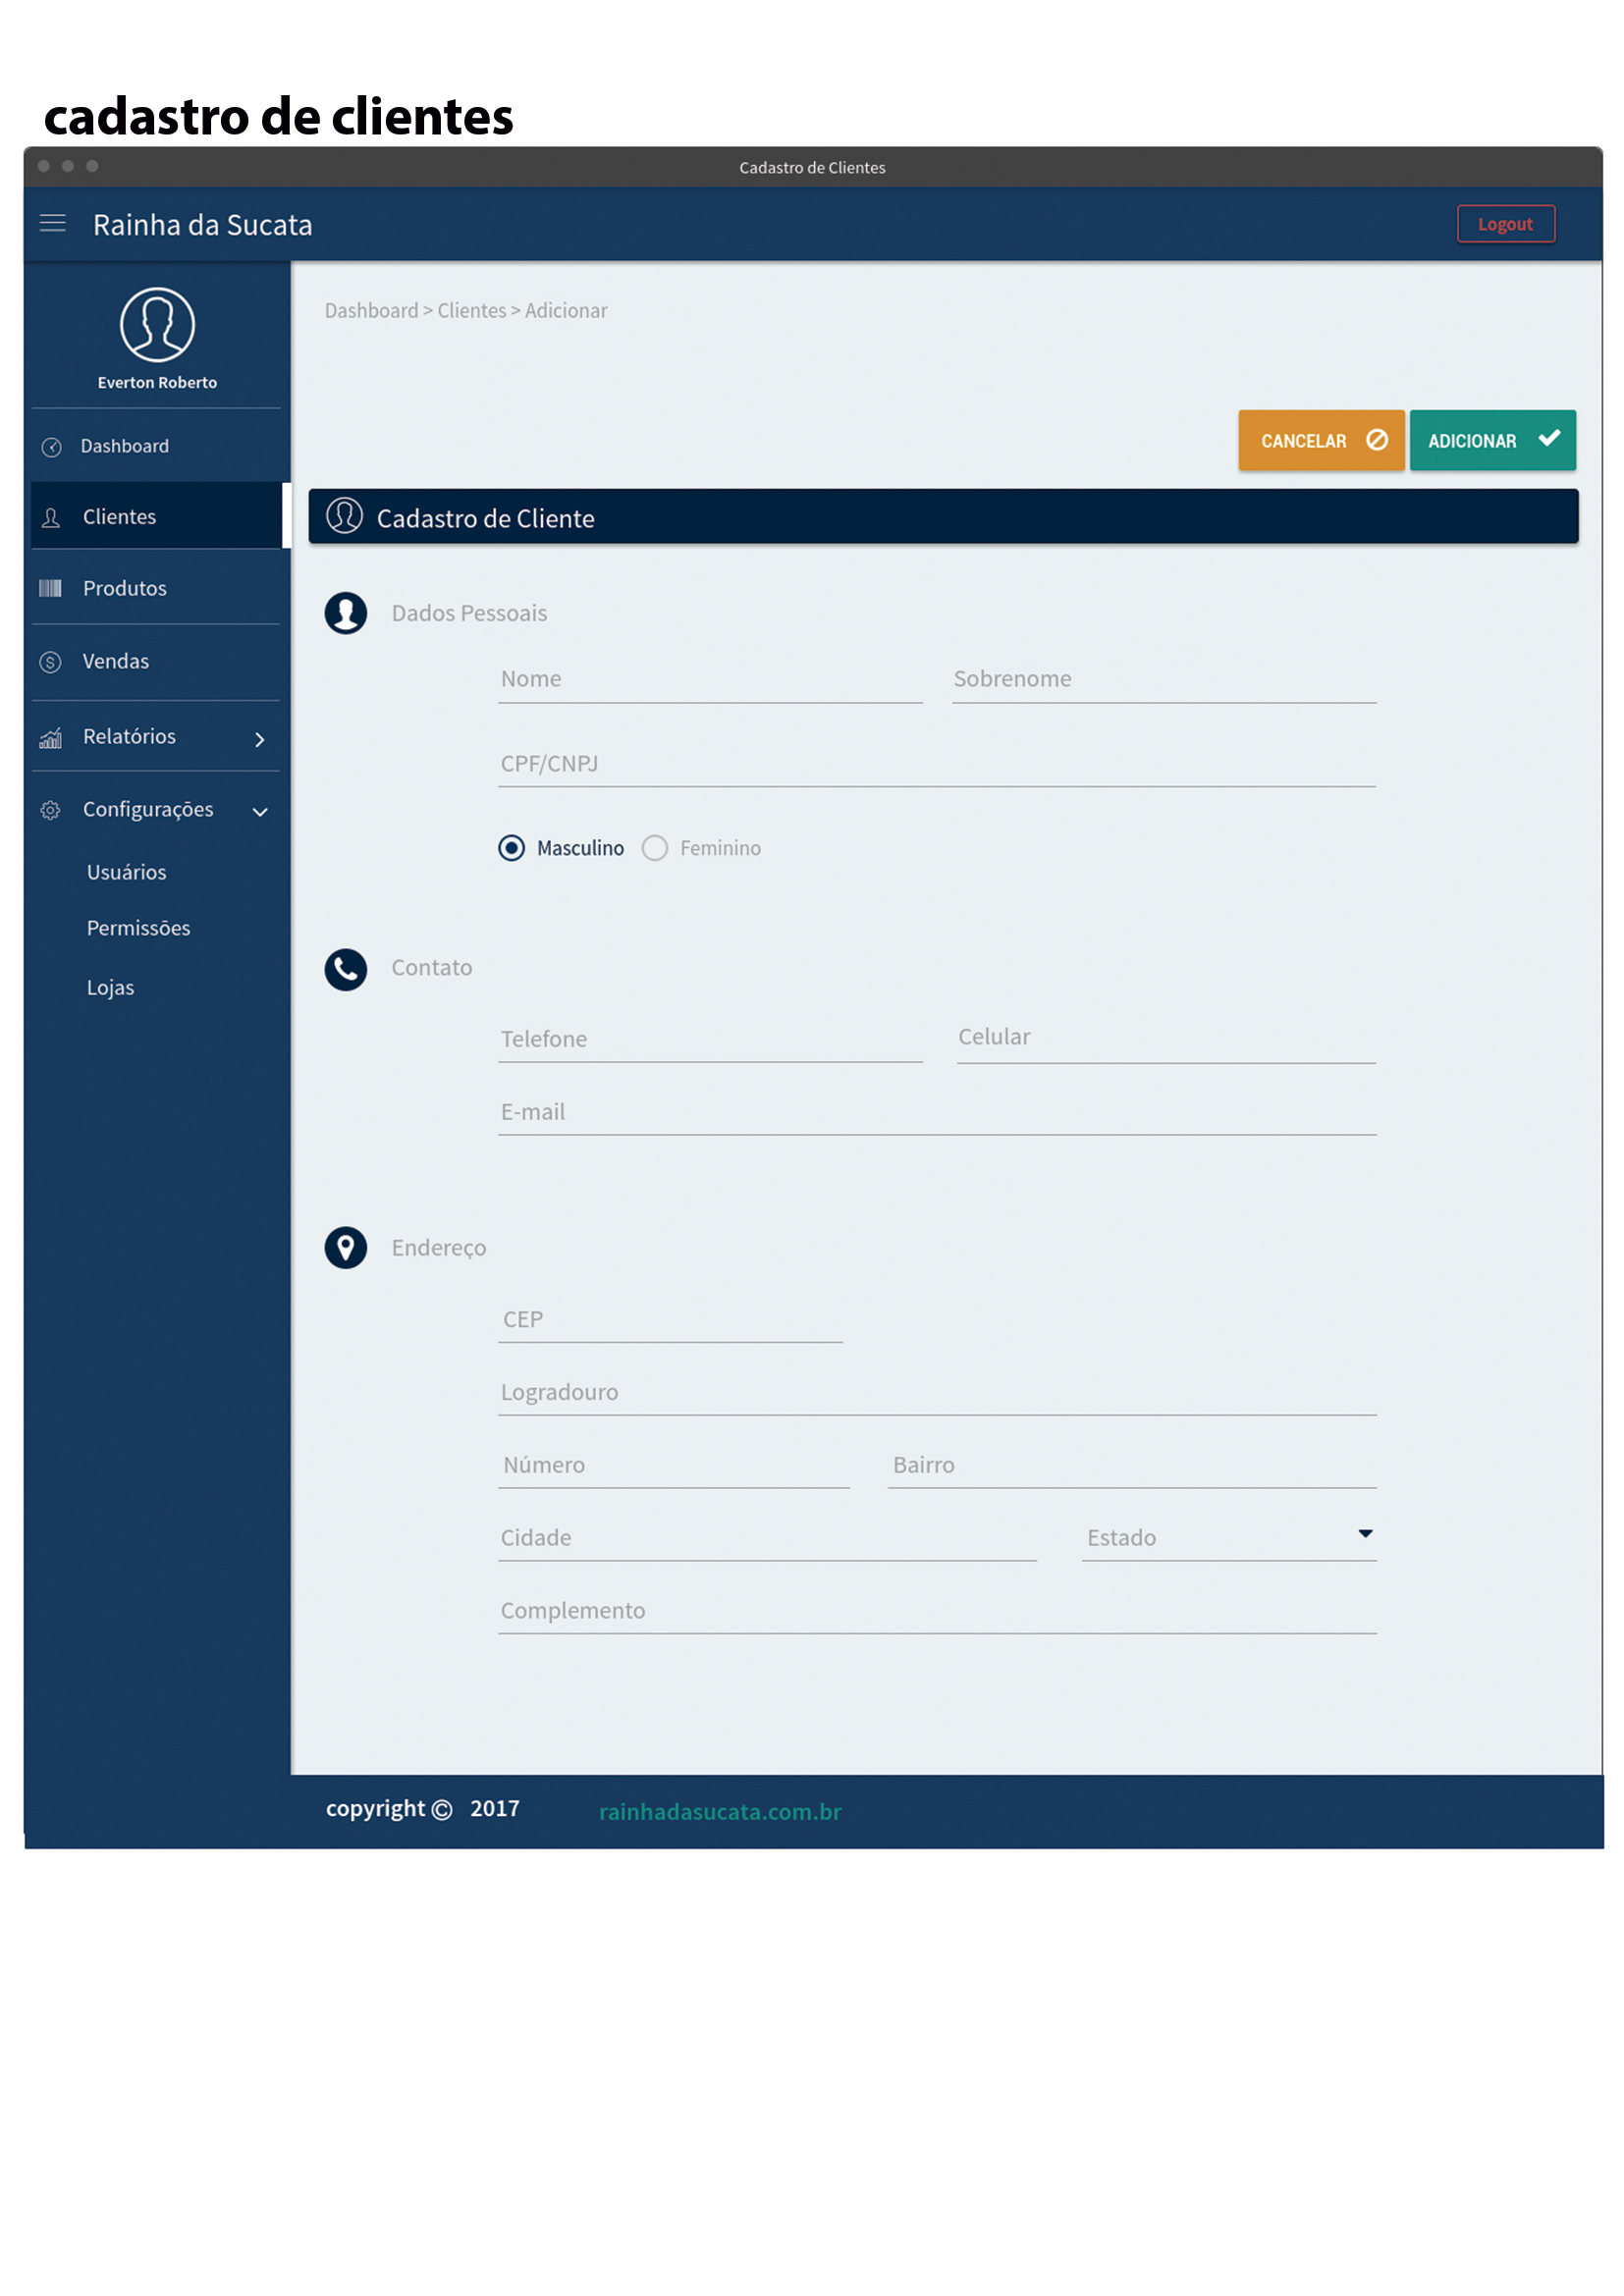 cadastro de clientes
Cadastro de Clientes
Rainha da Sucata
Logout
Everton Roberto
Dashboard
Clientes
Produtos
Vendas
Relatórios
Configurações
Usuários
Permissões
Lojas
Dashboard > Clientes > Adicionar
CANCELAR
ADICIONAR
Cadastro de Cliente
Dados Pessoais
Nome Sobrenome
CPF/CNPJ
Masculino Feminino
Contato
Telefone Celular
E-mail
Endereço
CEP
Logradouro
Número Bairro
Cidade Estado
Complemento
copyright © 2017 rainhadasucata.com.br